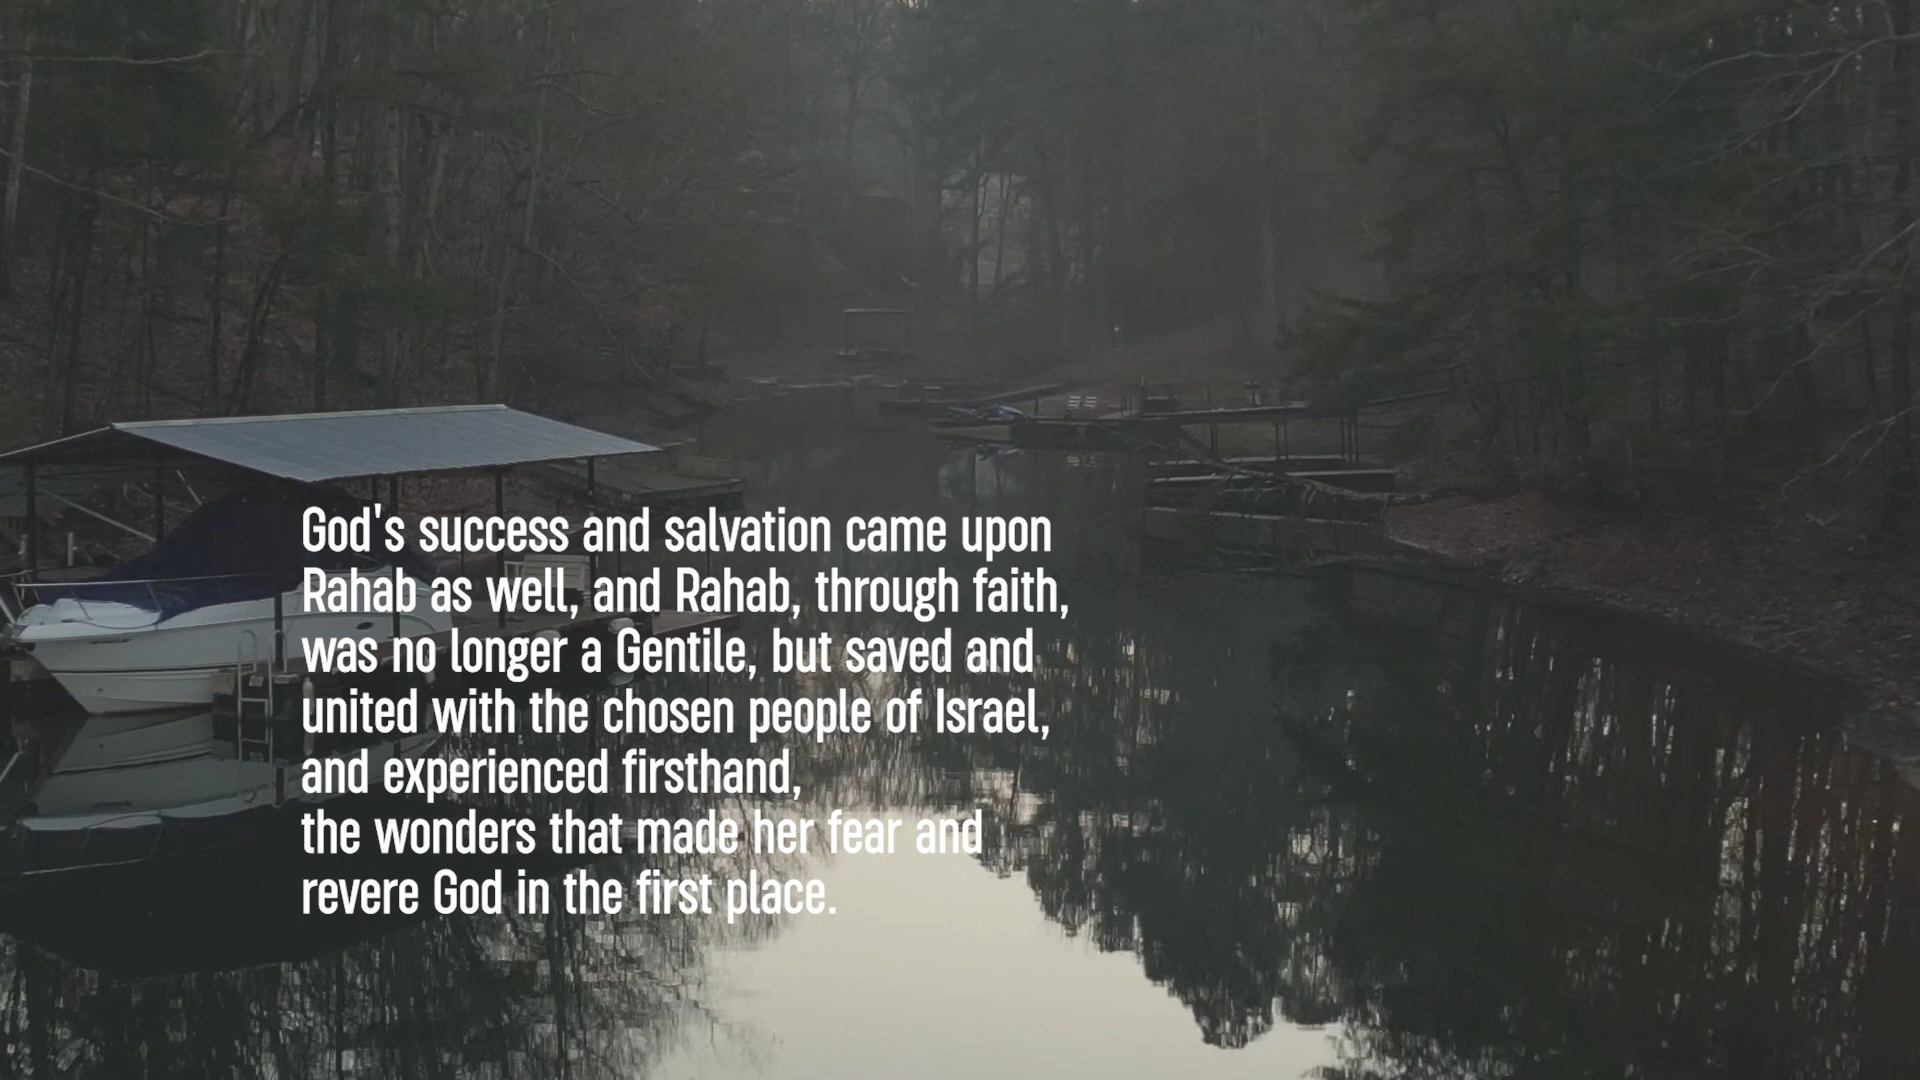 God's success and salvation came upon
Rahab as well, and Rahab, through faith,
was no longer a Gentile, but saved and
united with the chosen people of Israel,
and experienced firsthand,
the wonders that made her fear and
revere God in the first place.